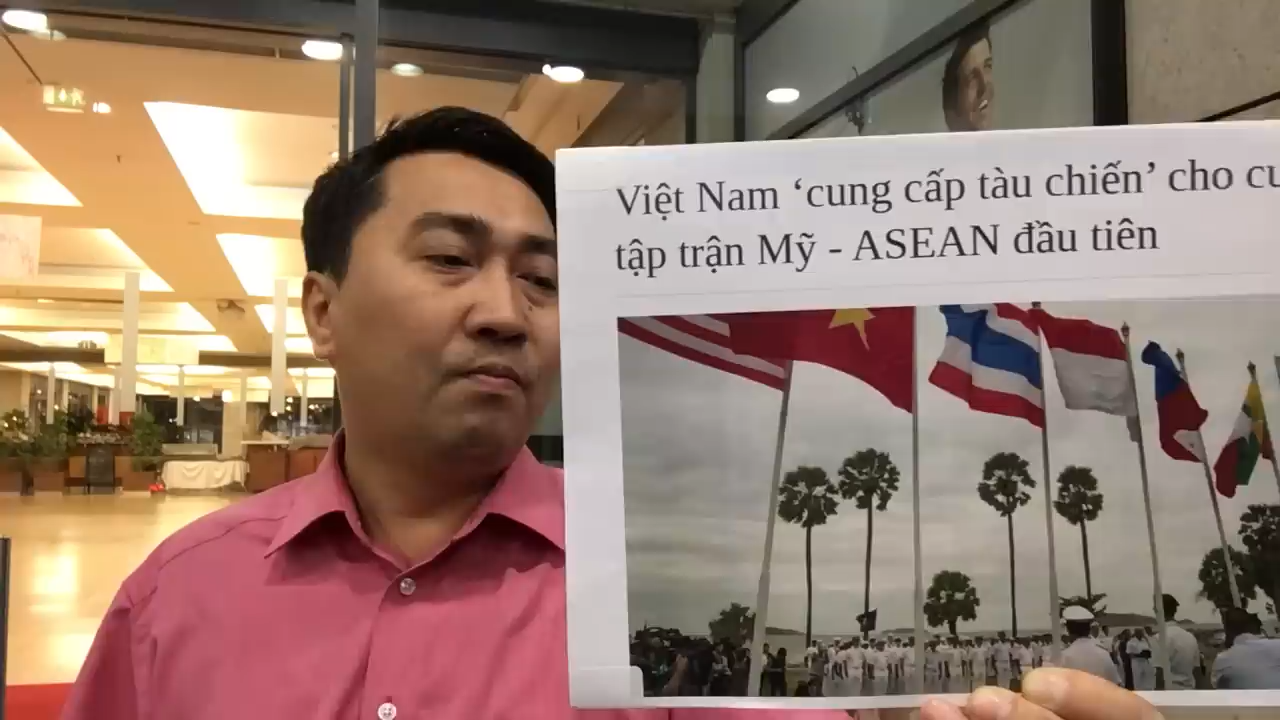 Việt Nam ‘cung cấp tàu chiến’ cho
tập trận Mỹ - ASEAN đầu tiên